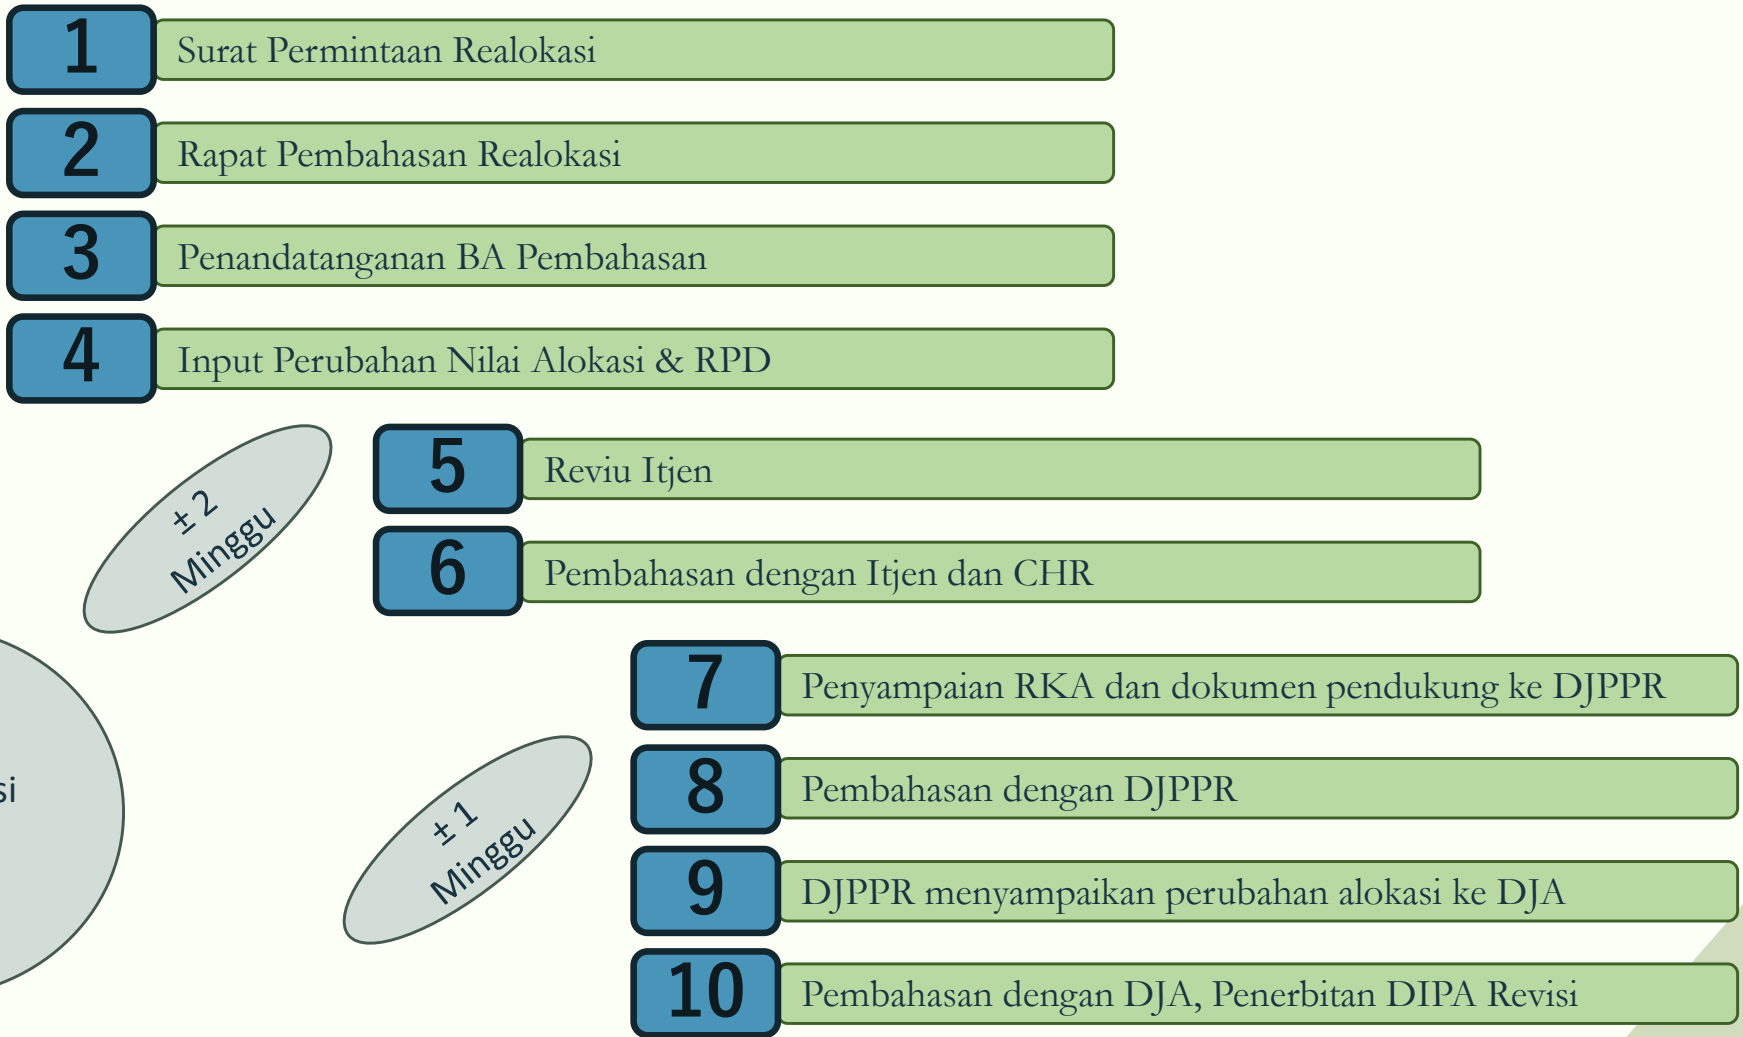 1
Surat Permintaan Realokasi
2
Rapat Pembahasan Realokasi
3
Penandatanganan BA Pembahasan
4
Input Perubahan Nilai Alokasi & RPD
± 2
Minggu
5
Reviu Itjen
6
Pembahasan dengan Itjen dan CHR
7
Penyampaian RKA dan dokumen pendukung ke DJPPR
si
± 1
Minggu
8
Pembahasan dengan DJPPR
9
DJPPR menyampaikan perubahan alokasi ke DJA
10
Pembahasan dengan DJA, Penerbitan DIPA Revisi